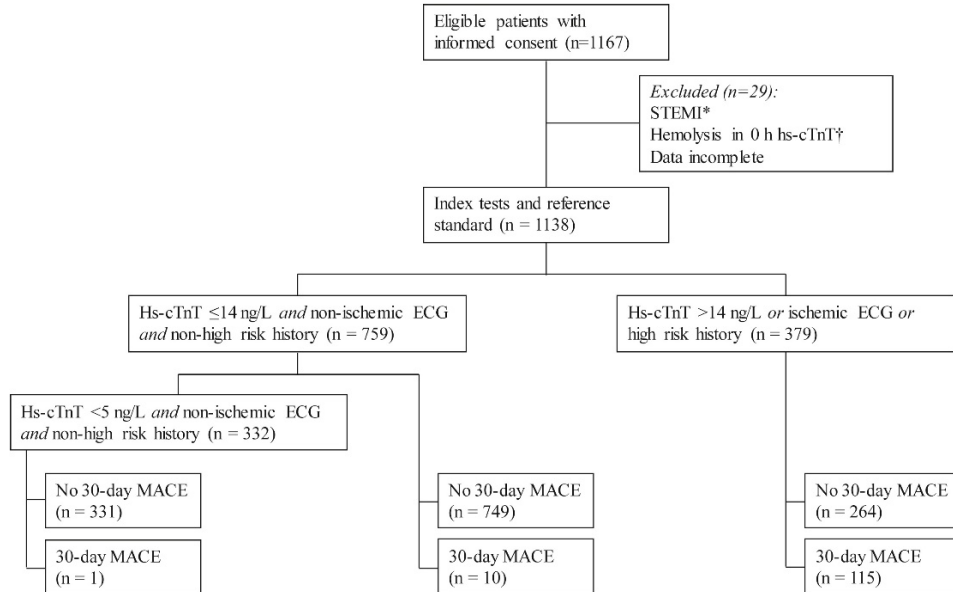 Eligible patients with
informed consent (n=1167)
Excluded (n=29):
STEMI*
Hemolysis in 0 h hs-cTnT†
Data incomplete
Index tests and reference
standard (n = 1138)
Hs-cTnT ≤14 ng/L and non-ischemic ECG
and non-high risk history (n = 759)
Hs-cTnT >14 ng/L or ischemic ECG or
high risk history (n = 379)
Hs-cTnT <5 ng/L and non-ischemic ECG
and non-high risk history (n = 332)
No 30-day MACE
(n = 331)
30-day MACE
(n = 1)
No 30-day MACE
(n = 749)
30-day MACE
(n = 10)
No 30-day MACE
(n = 264)
30-day MACE
(n = 115)